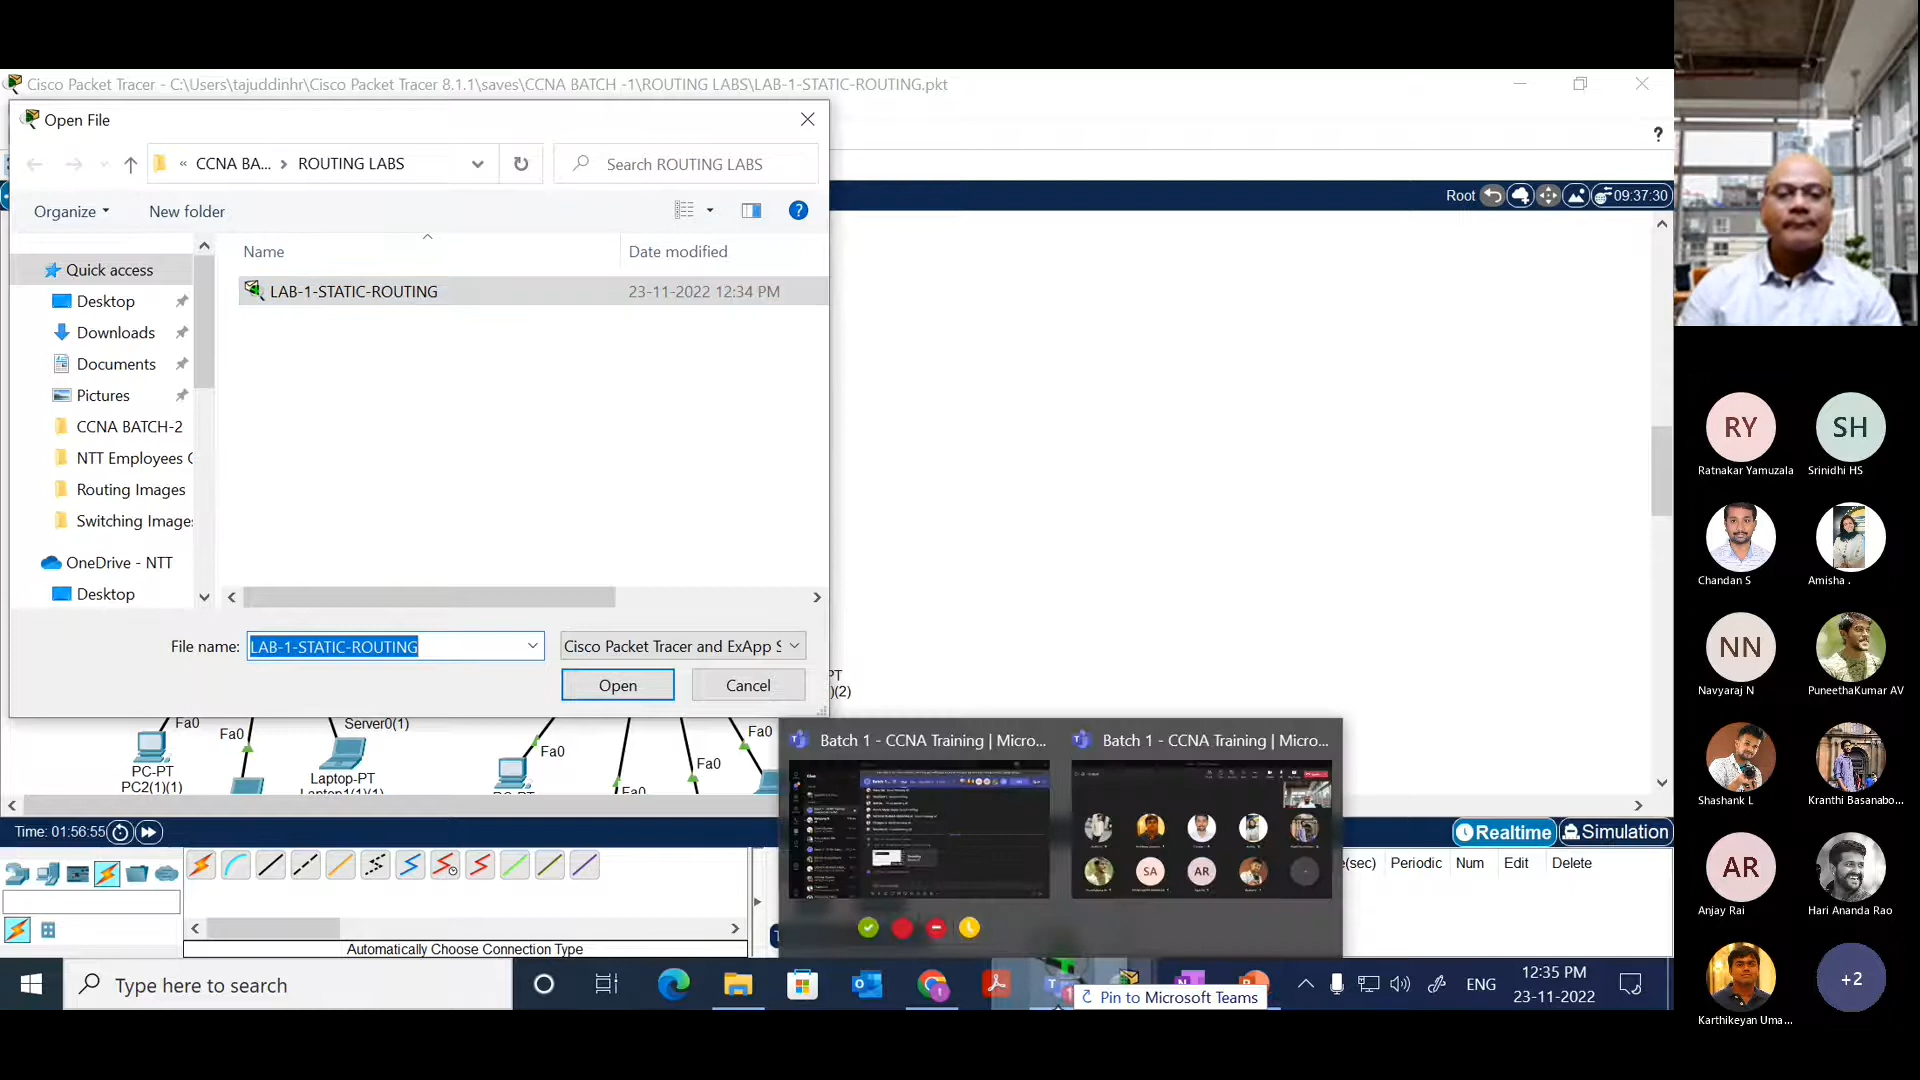 Cisco Packet Tracer - C:\Users\tajuddinhr\Cisco Packet Tracer 8.1.1\saves\CCNA BATCH -1\ROUTING LABS\LAB-1-STATIC-ROUTING.pkt
Open File
?
« CCNA BA... > ROUTING LABS
Search ROUTING LABS
Root
09:37:30
Organize
New folder
?
Name
Date modified
Quick access
LAB-1-STATIC-ROUTING
23-11-2022 12:34 PM
Desktop
Downloads
Documents
Pictures
CCNA BATCH-2
NTT Employees
Routing Images
Switching Image
OneDrive - NTT
Desktop
File name:
LAB-1-STATIC-ROUTING
Cisco Packet Tracer and ExApp S
Open
Cancel
PT
)(2)
Fa0
Fa0
Server0(1)
Fa0
Fa0
Fa0
PC-PT
PC2(1)(1)
Laptop-PT
Laptop1(1)(1)
Fa0
Batch 1 - CCNA Training | Micro...
Batch 1 - CCNA Training | Micro...
SA
AR
Time: 01:56:55
Realtime
Simulation
(sec)
Periodic
Num
Edit
Delete
Automatically Choose Connection Type
Type here to search
Pin to Microsoft Teams
ENG
12:35 PM
23-11-2022
RY
Ratnakar Yamuzala
SH
Srinidhi HS
Chandan S
Amisha .
NN
Navyaraj N
PuneethaKumar AV
Shashank L
Kranthi Basanabo...
AR
Anjay Rai
Hari Ananda Rao
Karthikeyan Uma...
+2